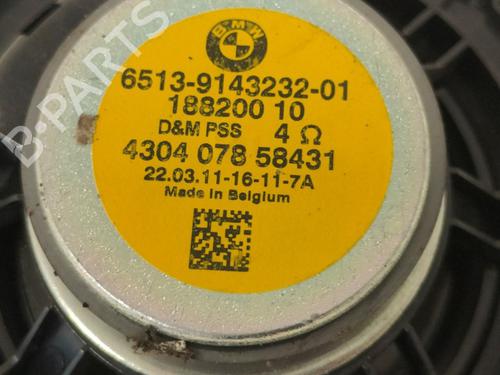 BMW
6513-9143232-01
188200 10
D&M PSS 4 Ω
4304 078 58431
22.03.11-16-11-7A
Made in Belgium
B-PARTS